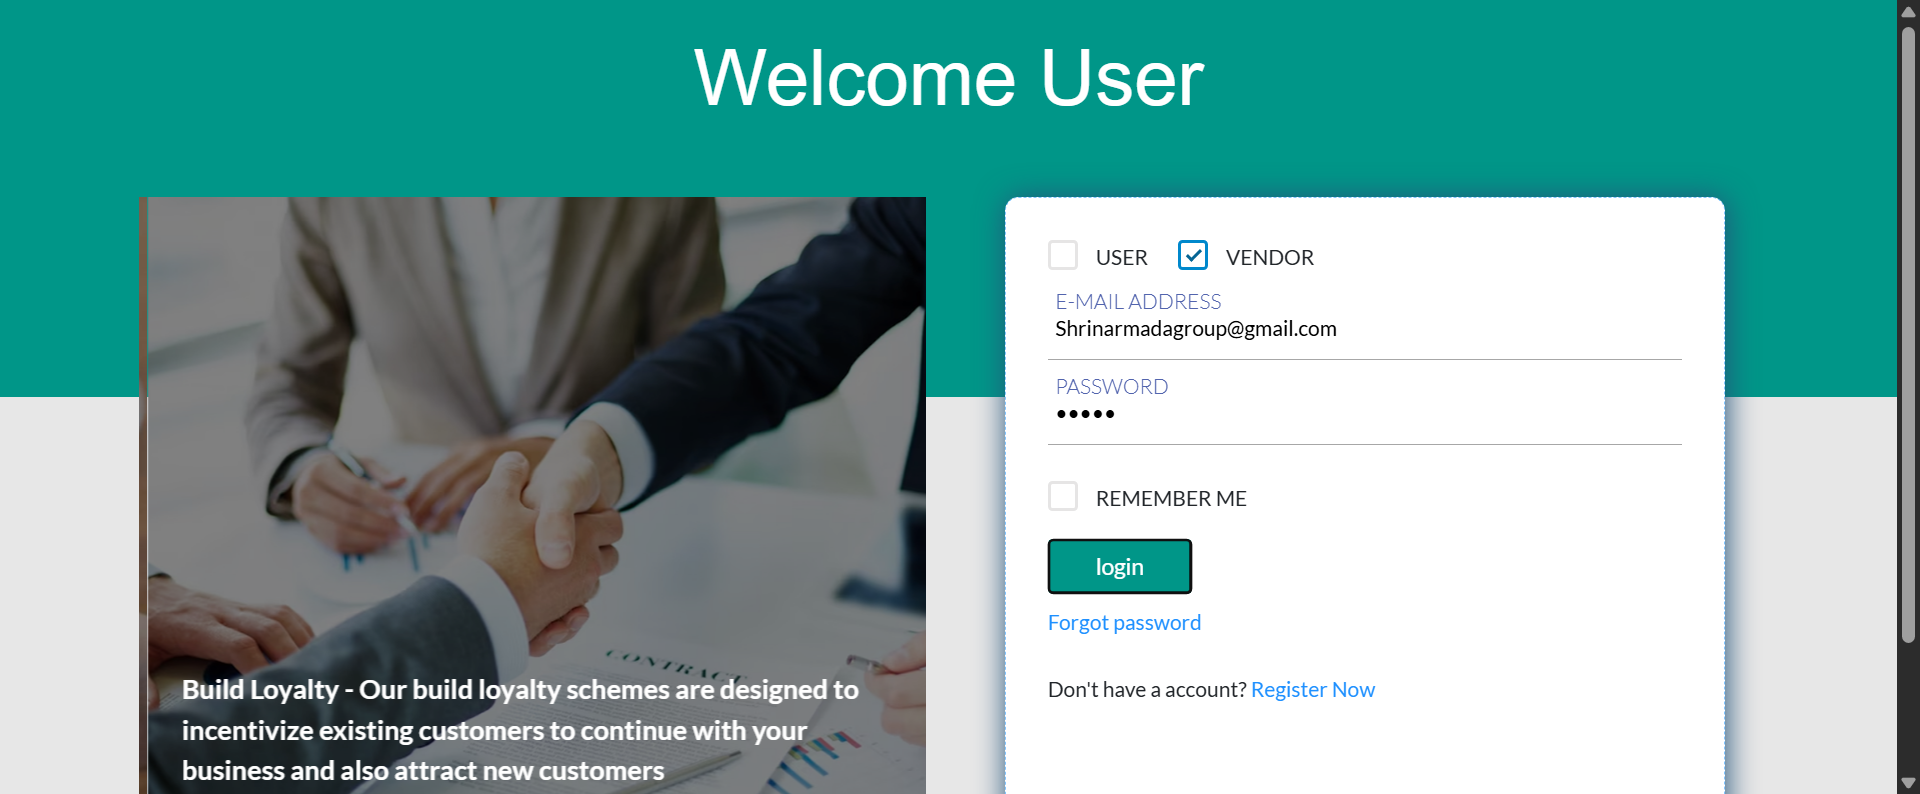 Welcome User
USER VENDOR
E-MAIL ADDRESS
Shrinarmadagroup@gmail.com
PASSWORD
•••••
REMEMBER ME
login
Forgot password
Don't have a account? Register Now
CONTRACT
Build Loyalty - Our build loyalty schemes are designed to
incentivize existing customers to continue with your
business and also attract new customers